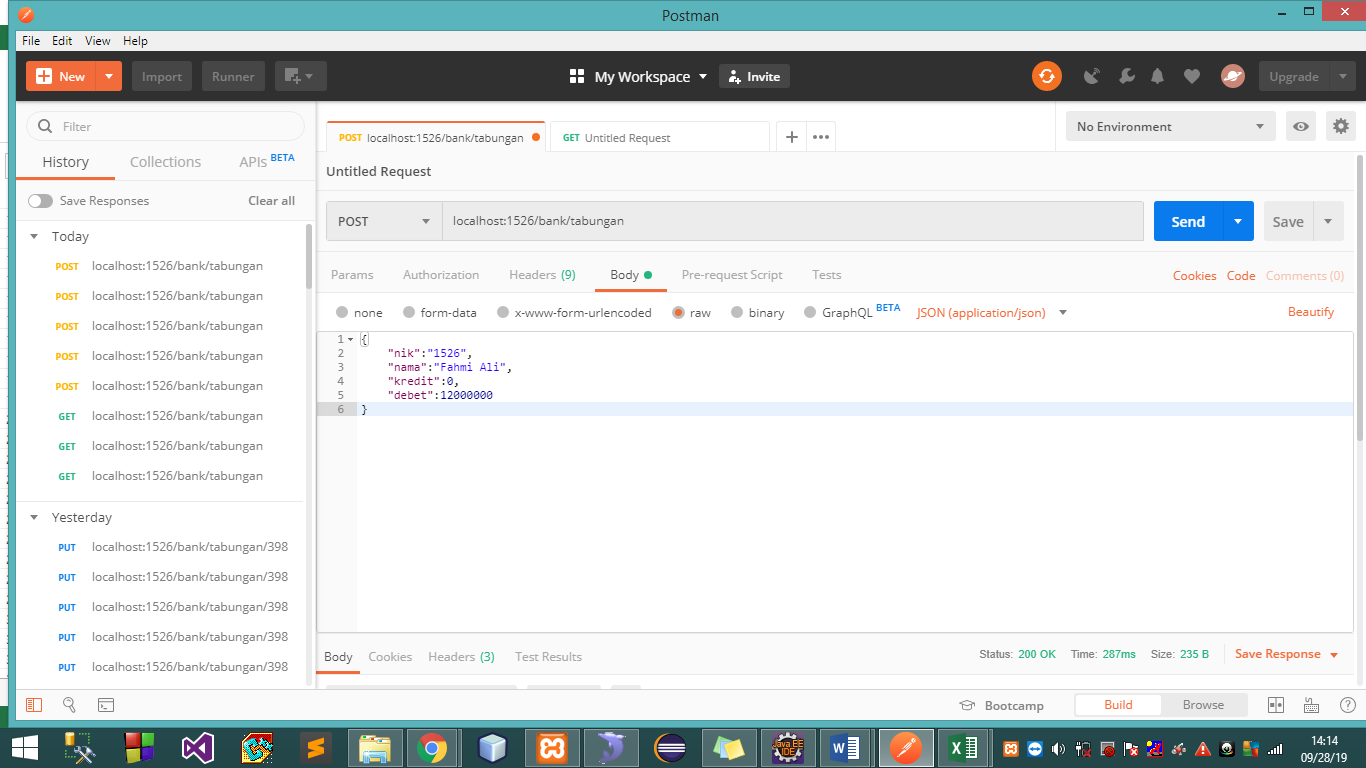 Postman
File Edit View Help
New Import Runner My Workspace Invite Upgrade
Filter
History Collections APIs BETA
Save Responses Clear all
Today
POST localhost:1526/bank/tabungan
POST localhost:1526/bank/tabungan
POST localhost:1526/bank/tabungan
POST localhost:1526/bank/tabungan
POST localhost:1526/bank/tabungan
GET localhost:1526/bank/tabungan
GET localhost:1526/bank/tabungan
GET localhost:1526/bank/tabungan
Yesterday
PUT localhost:1526/bank/tabungan/398
PUT localhost:1526/bank/tabungan/398
PUT localhost:1526/bank/tabungan/398
PUT localhost:1526/bank/tabungan/398
PUT localhost:1526/bank/tabungan/398
POST localhost:1526/bank/tabungan GET Untitled Request + ••• No Environment
Untitled Request
POST localhost:1526/bank/tabungan Send Save
Params Authorization Headers (9) Body Pre-request Script Tests Cookies Code Comments (0)
none form-data x-www-form-urlencoded raw binary GraphQL BETA JSON (application/json) Beautify
1 {
2 "nik":"1526",
3 "nama":"Fahmi Ali",
4 "kredit":0,
5 "debet":12000000
6 }
Body Cookies Headers (3) Test Results Status: 200 OK Time: 287ms Size: 235 B Save Response
Bootcamp Build Browse
Java EE
IDE
14:14
09/28/19